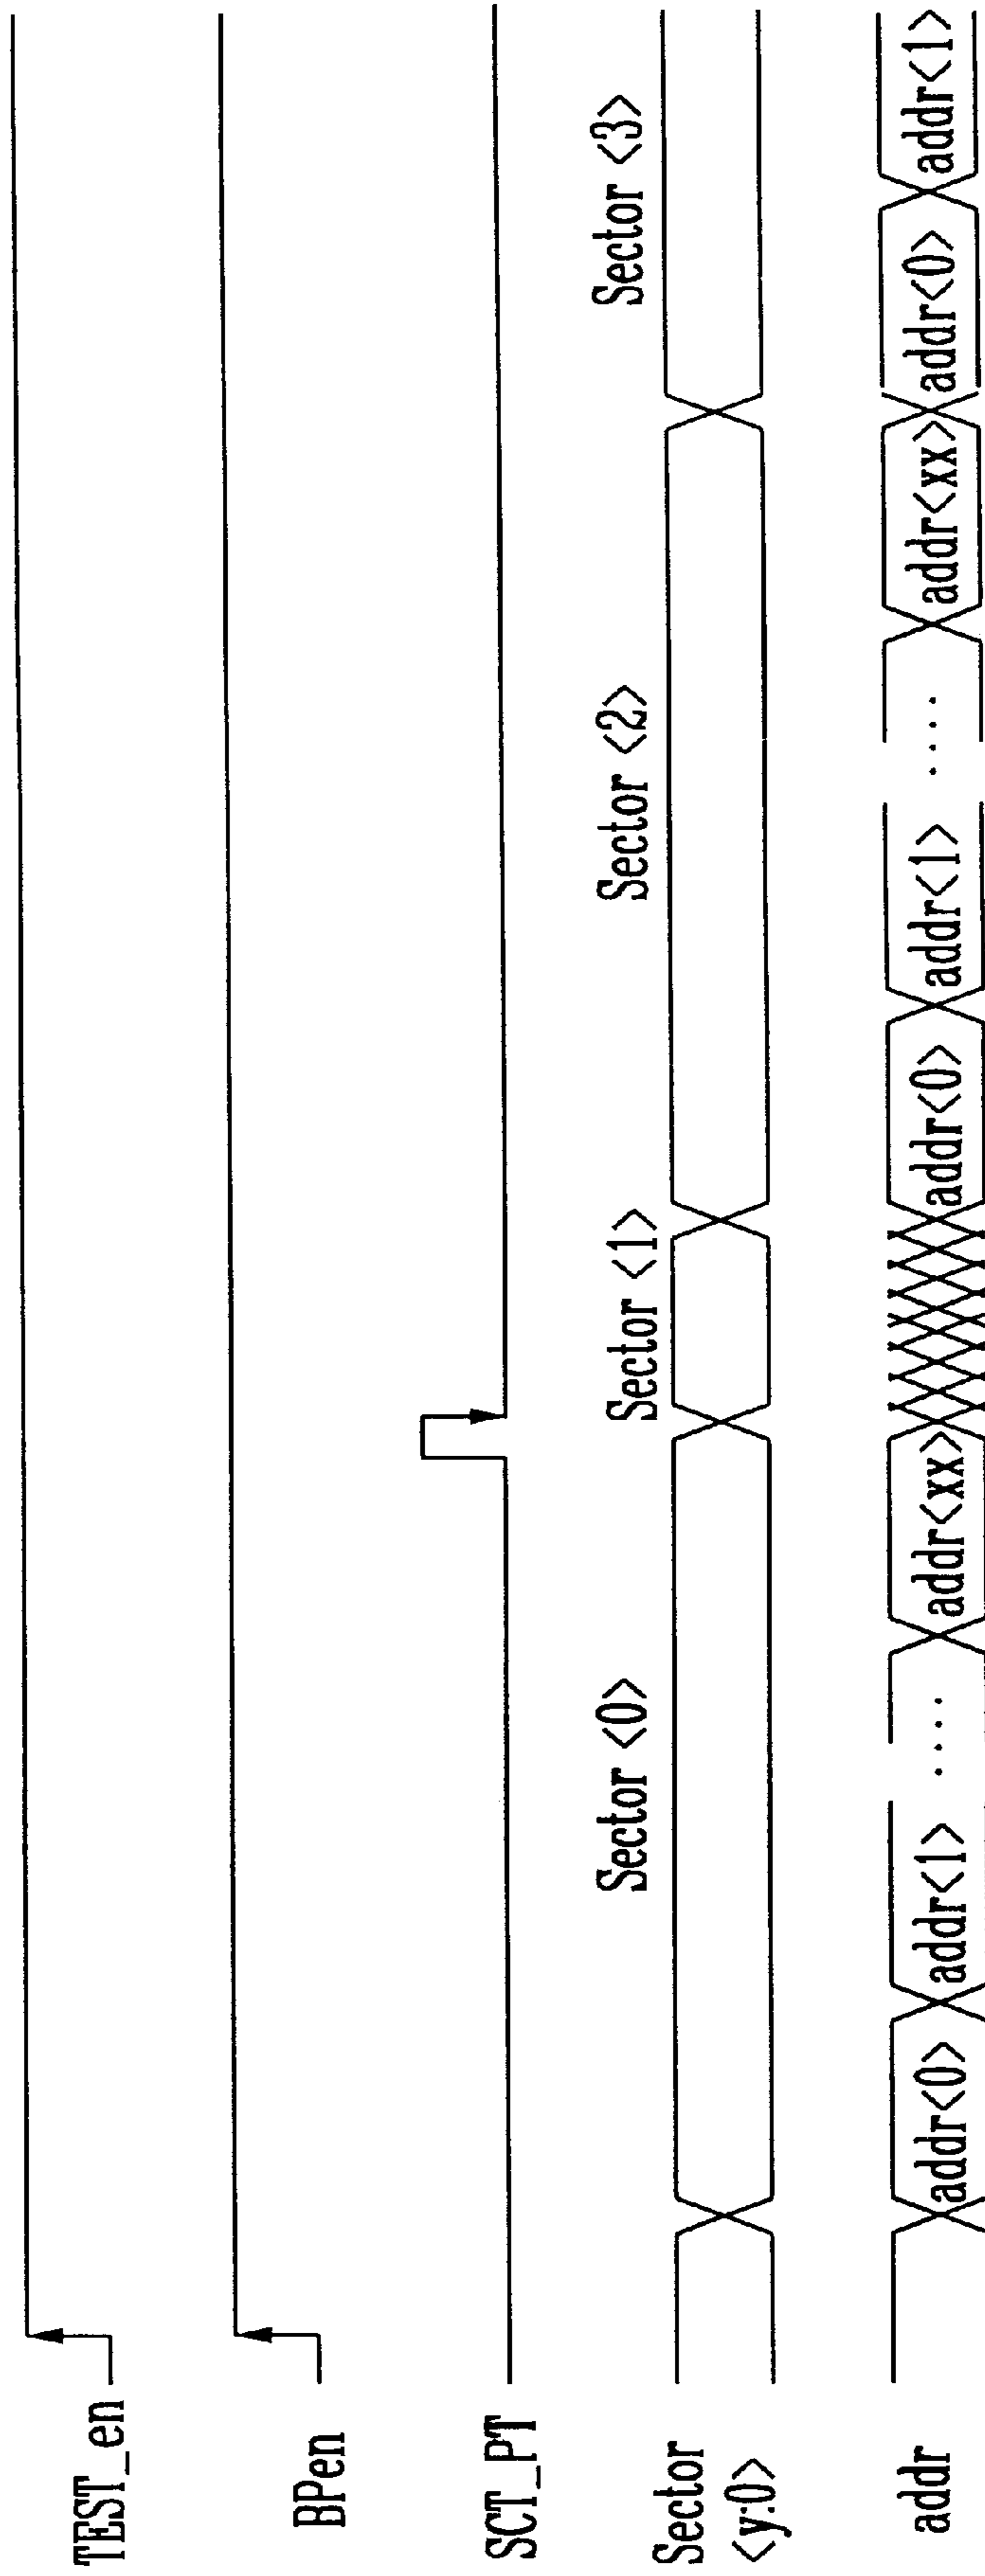 TEST_en
BPen
SCT_PT
Sector <0> Sector <1> Sector <2> Sector <3>
Sector
<y:0>
addr addr<0> addr<1> .... addr<xx> addr<0> addr<1> .... addr<xx> addr<0> addr<1>